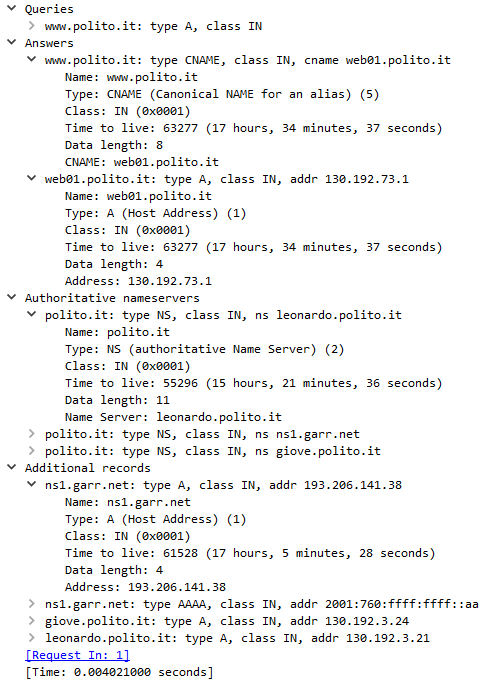 Queries
www.polito.it: type A, class IN
Answers
www.polito.it: type CNAME, class IN, cname web01.polito.it
Name: www.polito.it
Type: CNAME (Canonical NAME for an alias) (5)
Class: IN (0x0001)
Time to live: 63277 (17 hours, 34 minutes, 37 seconds)
Data length: 8
CNAME: web01.polito.it
web01.polito.it: type A, class IN, addr 130.192.73.1
Name: web01.polito.it
Type: A (Host Address) (1)
Class: IN (0x0001)
Time to live: 63277 (17 hours, 34 minutes, 37 seconds)
Data length: 4
Address: 130.192.73.1
Authoritative nameservers
polito.it: type NS, class IN, ns leonardo.polito.it
Name: polito.it
Type: NS (authoritative Name Server) (2)
Class: IN (0x0001)
Time to live: 55296 (15 hours, 21 minutes, 36 seconds)
Data length: 11
Name Server: leonardo.polito.it
polito.it: type NS, class IN, ns ns1.garr.net
polito.it: type NS, class IN, ns giove.polito.it
Additional records
ns1.garr.net: type A, class IN, addr 193.206.141.38
Name: ns1.garr.net
Type: A (Host Address) (1)
Class: IN (0x0001)
Time to live: 61528 (17 hours, 5 minutes, 28 seconds)
Data length: 4
Address: 193.206.141.38
ns1.garr.net: type AAAA, class IN, addr 2001:760:ffff:ffff::aa
giove.polito.it: type A, class IN, addr 130.192.3.24
leonardo.polito.it: type A, class IN, addr 130.192.3.21
[Request In: 1]
[Time: 0.004021000 seconds]